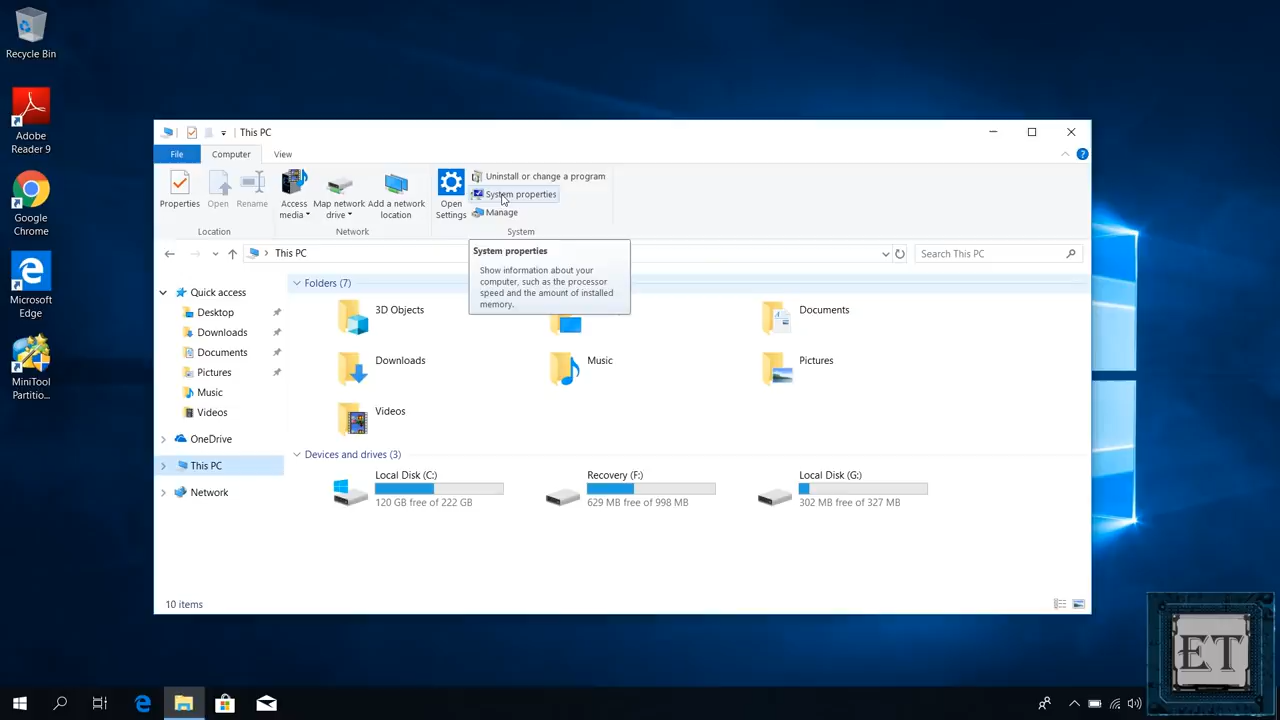 Recycle Bin
Adobe
Reader 9
Google
Chrome
Microsoft
Edge
MiniTool
Partitio...
This PC
File
Computer
View
Properties
Open
Rename
Access
media
Map network
drive
Add a network
location
Open
Settings
Uninstall or change a program
System properties
Manage
Location
Network
System
This PC
Search This PC
System properties
Show information about your
computer, such as the processor
speed and the amount of installed
memory.
Quick access
Desktop
Downloads
Documents
Pictures
Music
Videos
OneDrive
This PC
Network
Folders (7)
3D Objects
Documents
Downloads
Music
Pictures
Videos
Devices and drives (3)
Local Disk (C:)
120 GB free of 222 GB
Recovery (F:)
629 MB free of 998 MB
Local Disk (G:)
302 MB free of 327 MB
10 items
ET